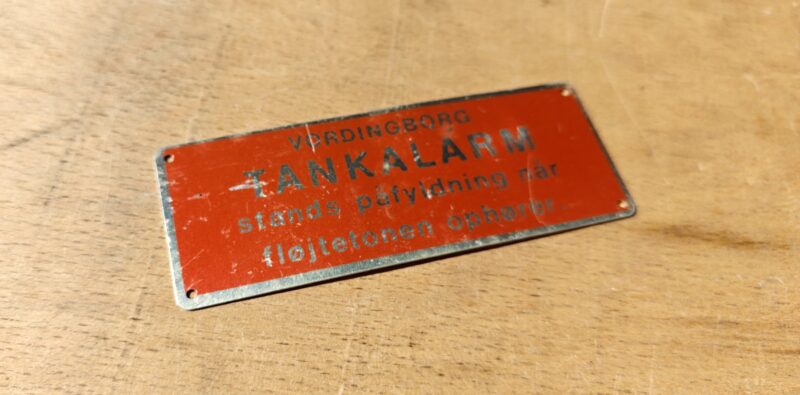 VORDINGBORG
TANKALARM
stands påfyldning når
fløjtetonen ophører.